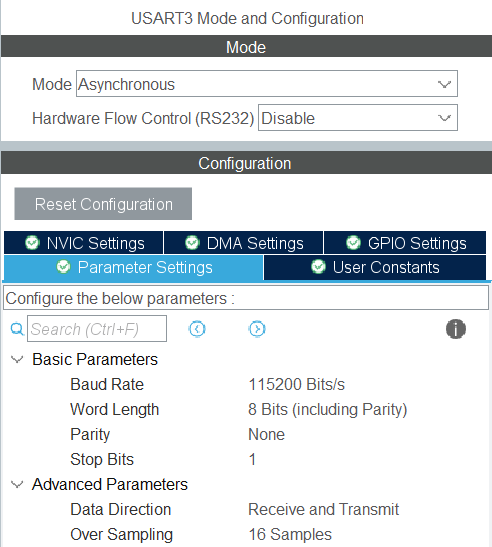 USART3 Mode and Configuration
Mode
Mode Asynchronous
Hardware Flow Control (RS232) Disable
Configuration
Reset Configuration
NVIC Settings DMA Settings GPIO Settings
Parameter Settings User Constants
Configure the below parameters :
Search (Ctrl+F)
Basic Parameters
Baud Rate 115200 Bits/s
Word Length 8 Bits (including Parity)
Parity None
Stop Bits 1
Advanced Parameters
Data Direction Receive and Transmit
Over Sampling 16 Samples